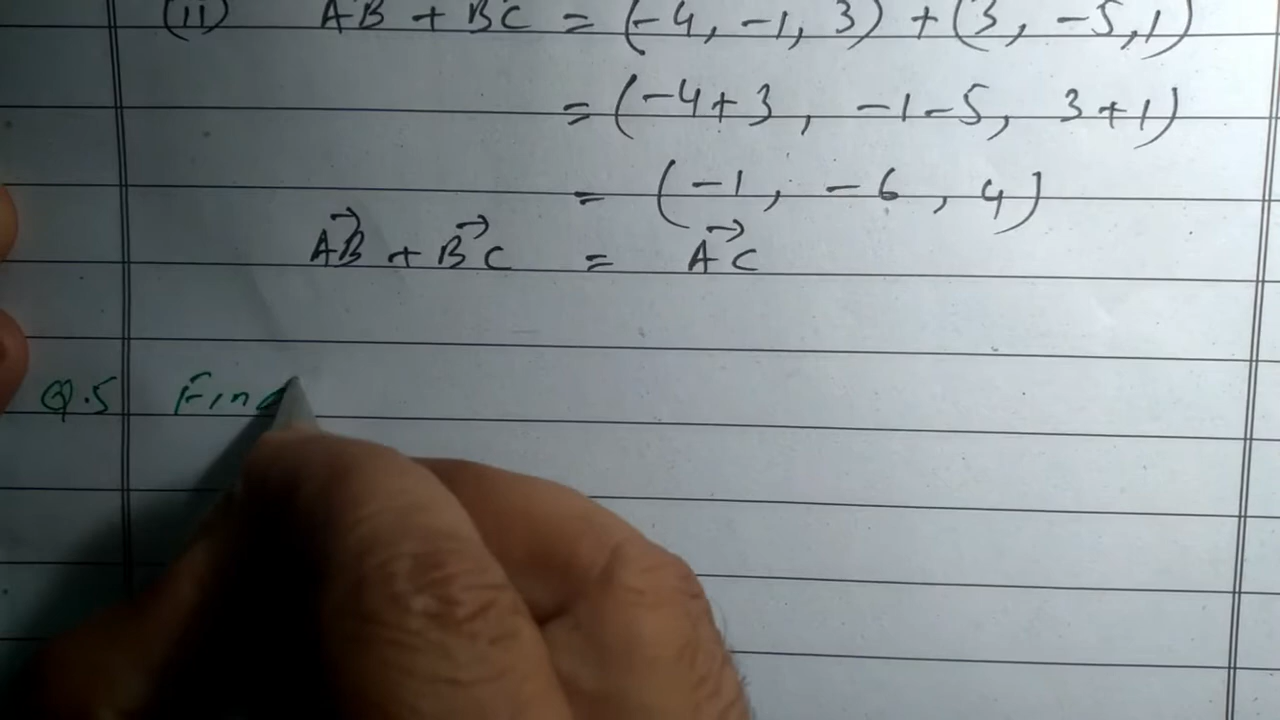 (ii) AB + BC = (-4, -1, 3) + (3, -5, 1)
= (-4+3, -1-5, 3+1)
= (-1, -6, 4)
A⃗B + B⃗C = A⃗C
Q.5 Find